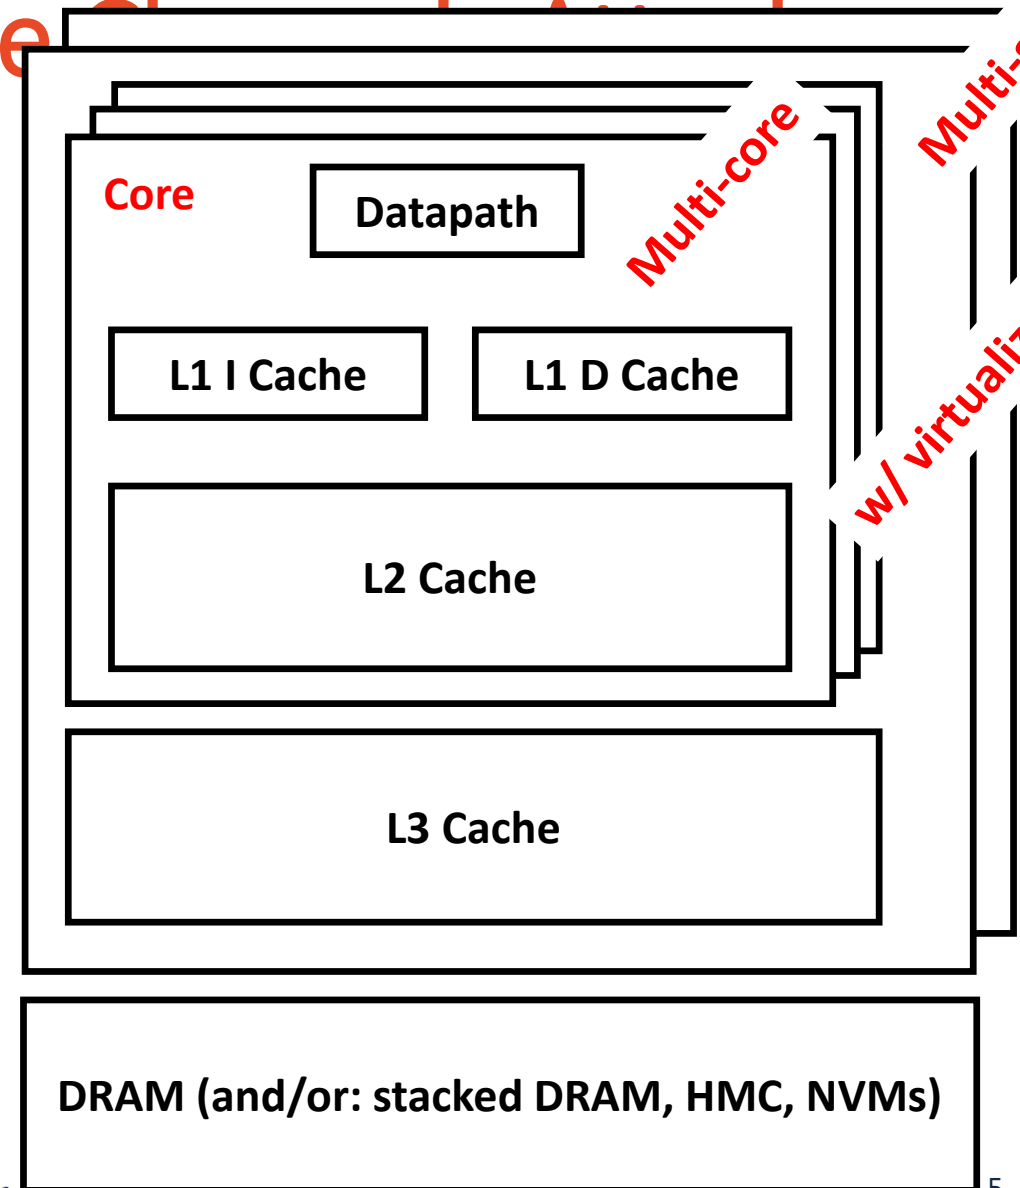 Multi-core
Core
Datapath
L1 I Cache
L1 D Cache
w/
L2 Cache
L3 Cache
DRAM (and/or: stacked DRAM, HMC, NVMs)